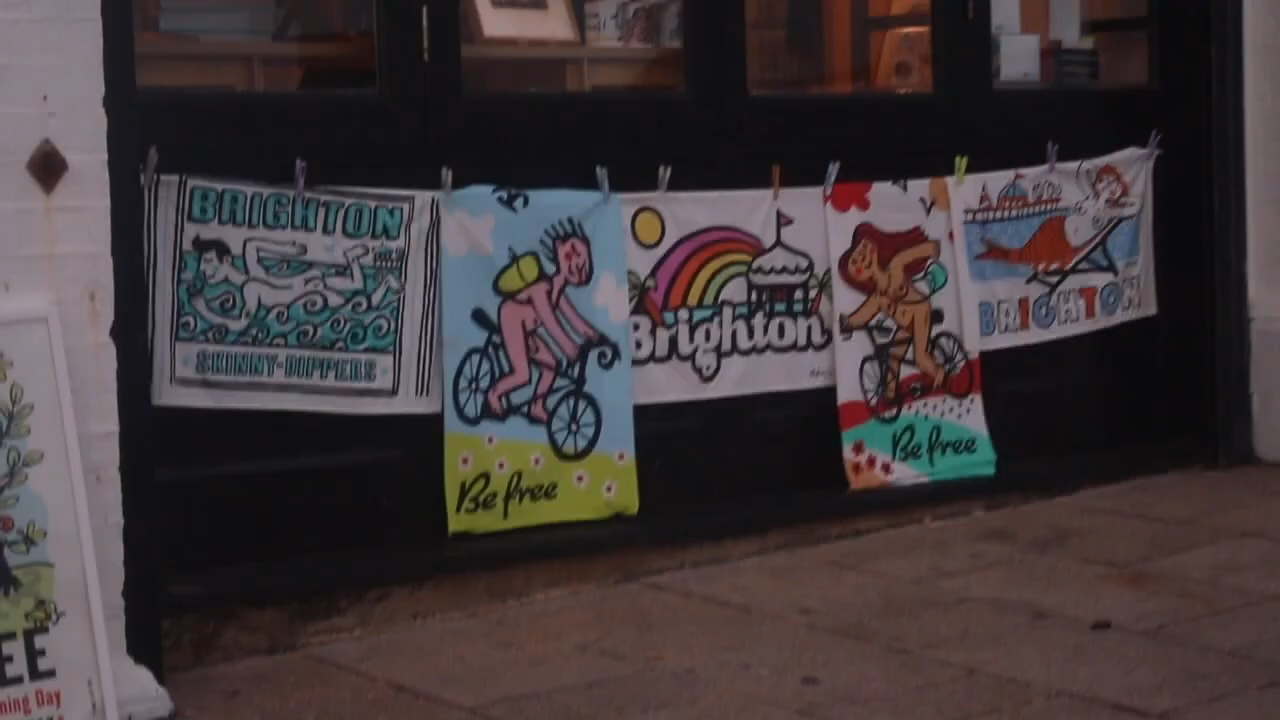 BRIGHTON
SKINNY-DIPPERS
Be free
Brighton
Be free
BRIGHTON
EE
ning Day